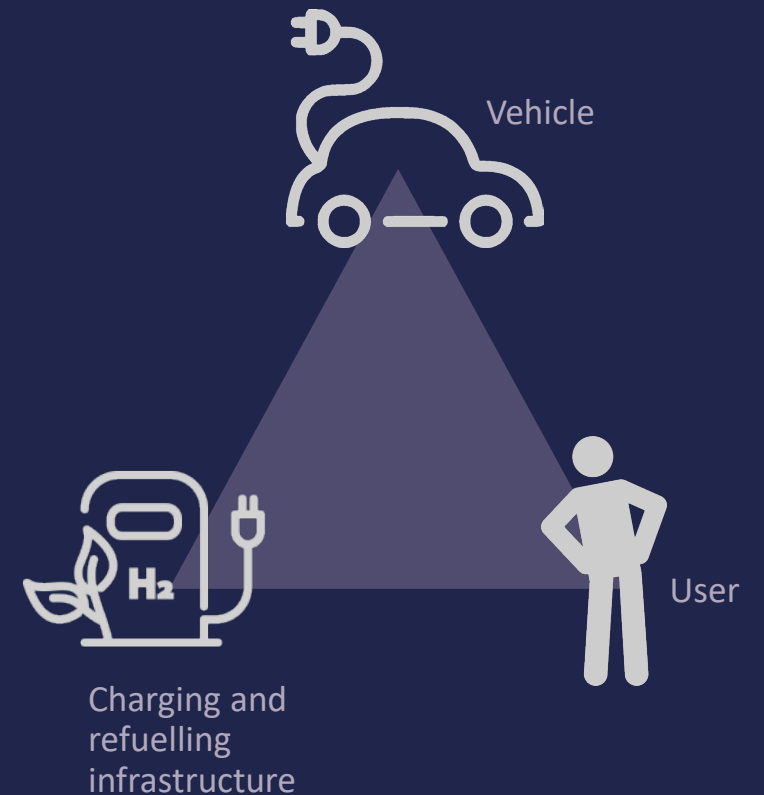 Vehicle
H2
User
Charging and
refuelling
infrastructure